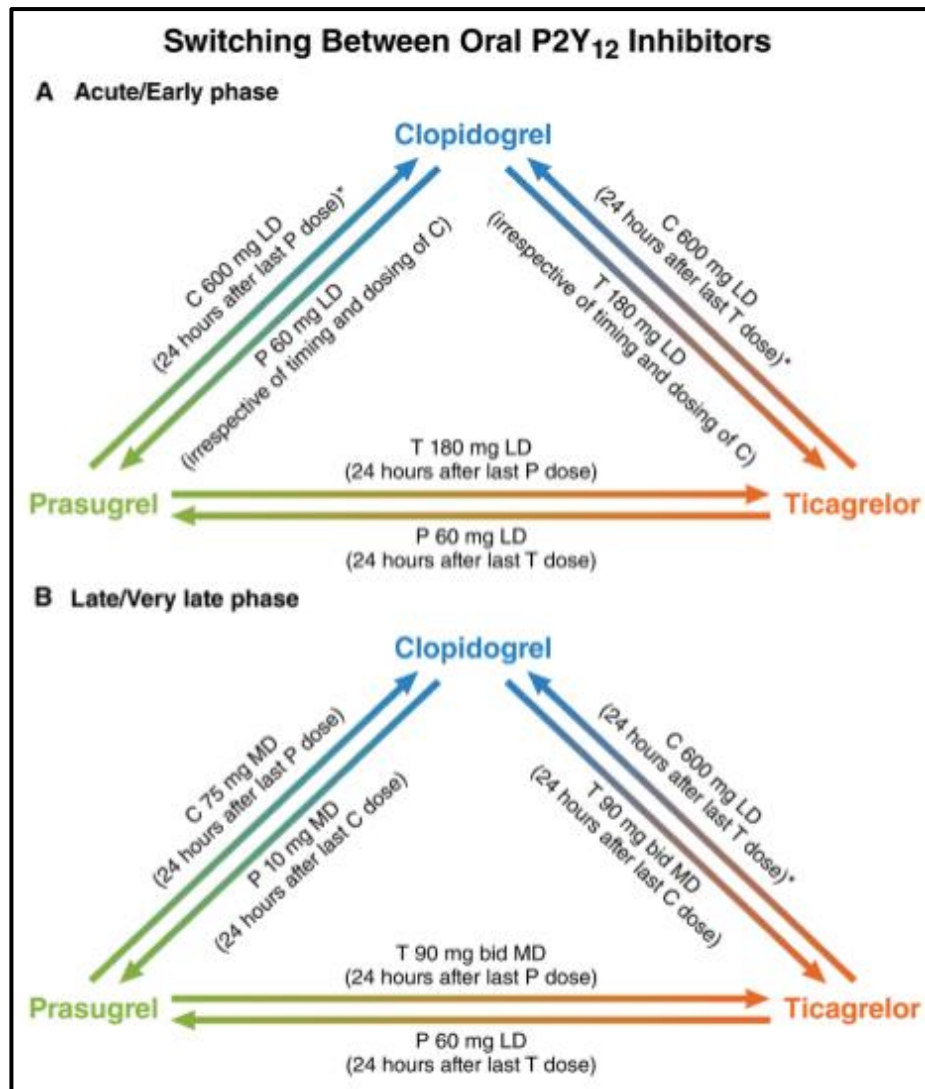 Switching Between Oral P2Y12 Inhibitors
A Acute/Early phase
Clopidogrel
C 600 mg LD
(24 hours after last P dose)*
P 60 mg LD
(irrespective of timing and dosing of C)
C 600 mg LD
(24 hours after last T dose)*
T 180 mg LD
(irrespective of timing and dosing of C)
T 180 mg LD
(24 hours after last P dose)
Prasugrel
Ticagrelor
P 60 mg LD
(24 hours after last T dose)
B Late/Very late phase
Clopidogrel
C 75 mg MD
(24 hours after last P dose)
P 10 mg MD
(24 hours after last C dose)
C 600 mg LD
(24 hours after last T dose)*
T 90 mg bid MD
(24 hours after last C dose)
T 90 mg bid MD
(24 hours after last P dose)
Prasugrel
Ticagrelor
P 60 mg LD
(24 hours after last T dose)